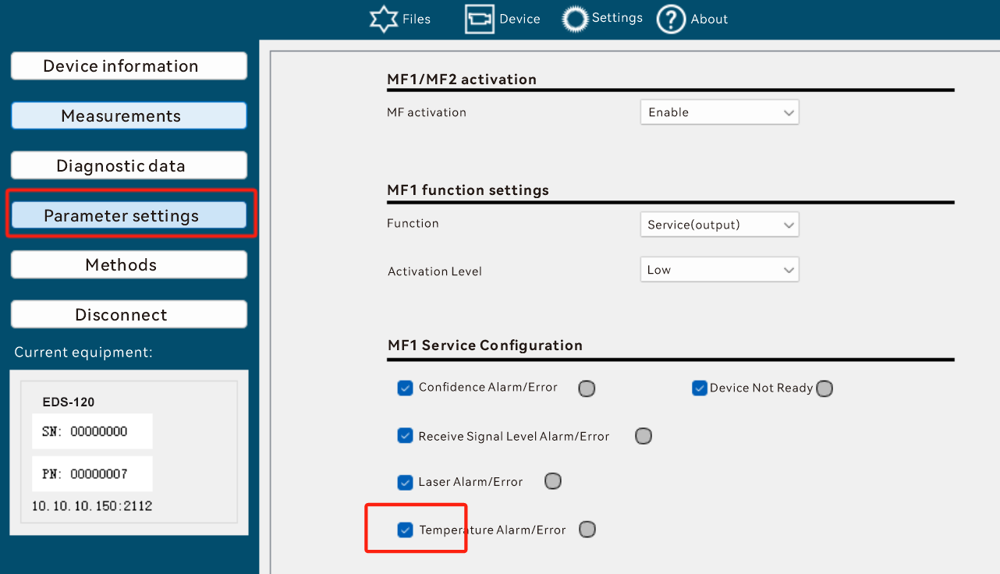 Files Device Settings About
Device information
Measurements
Diagnostic data
Parameter settings
Methods
Disconnect
Current equipment:
EDS-120
SN: 00000000
PN: 00000007
10.10.10.150:2112
MF1/MF2 activation
MF activation Enable
MF1 function settings
Function Service(output)
Activation Level Low
MF1 Service Configuration
Confidence Alarm/Error Device Not Ready
Receive Signal Level Alarm/Error
Laser Alarm/Error
Temperature Alarm/Error